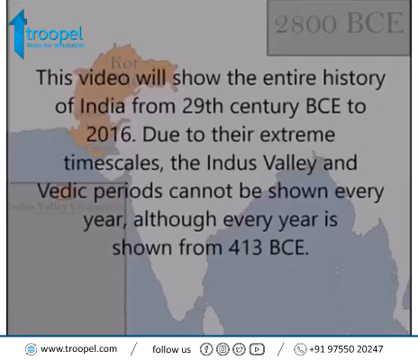 troopel
2800 BCE
Kot
This video will show the entire history
of India from 29th century BCE to
2016. Due to their extreme
timescales, the Indus Valley and
Vedic periods cannot be shown every
year, although every year is
shown from 413 BCE.
Indus Valley
www.troopel.com / follow us / +91 97550 20247